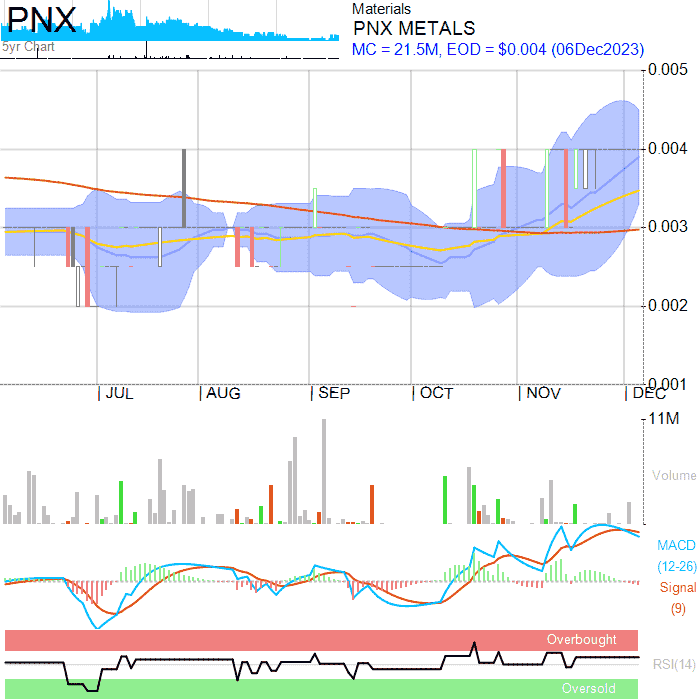 PNX
5yr Chart
Materials
PNX METALS
MC = 21.5M, EOD = $0.004 (06Dec2023)
0.005
0.004
0.003
0.002
0.001
JUL AUG SEP OCT NOV DEC
11M
Volume
MACD
(12-26)
Signal
(9)
Overbought
RSI(14)
Oversold